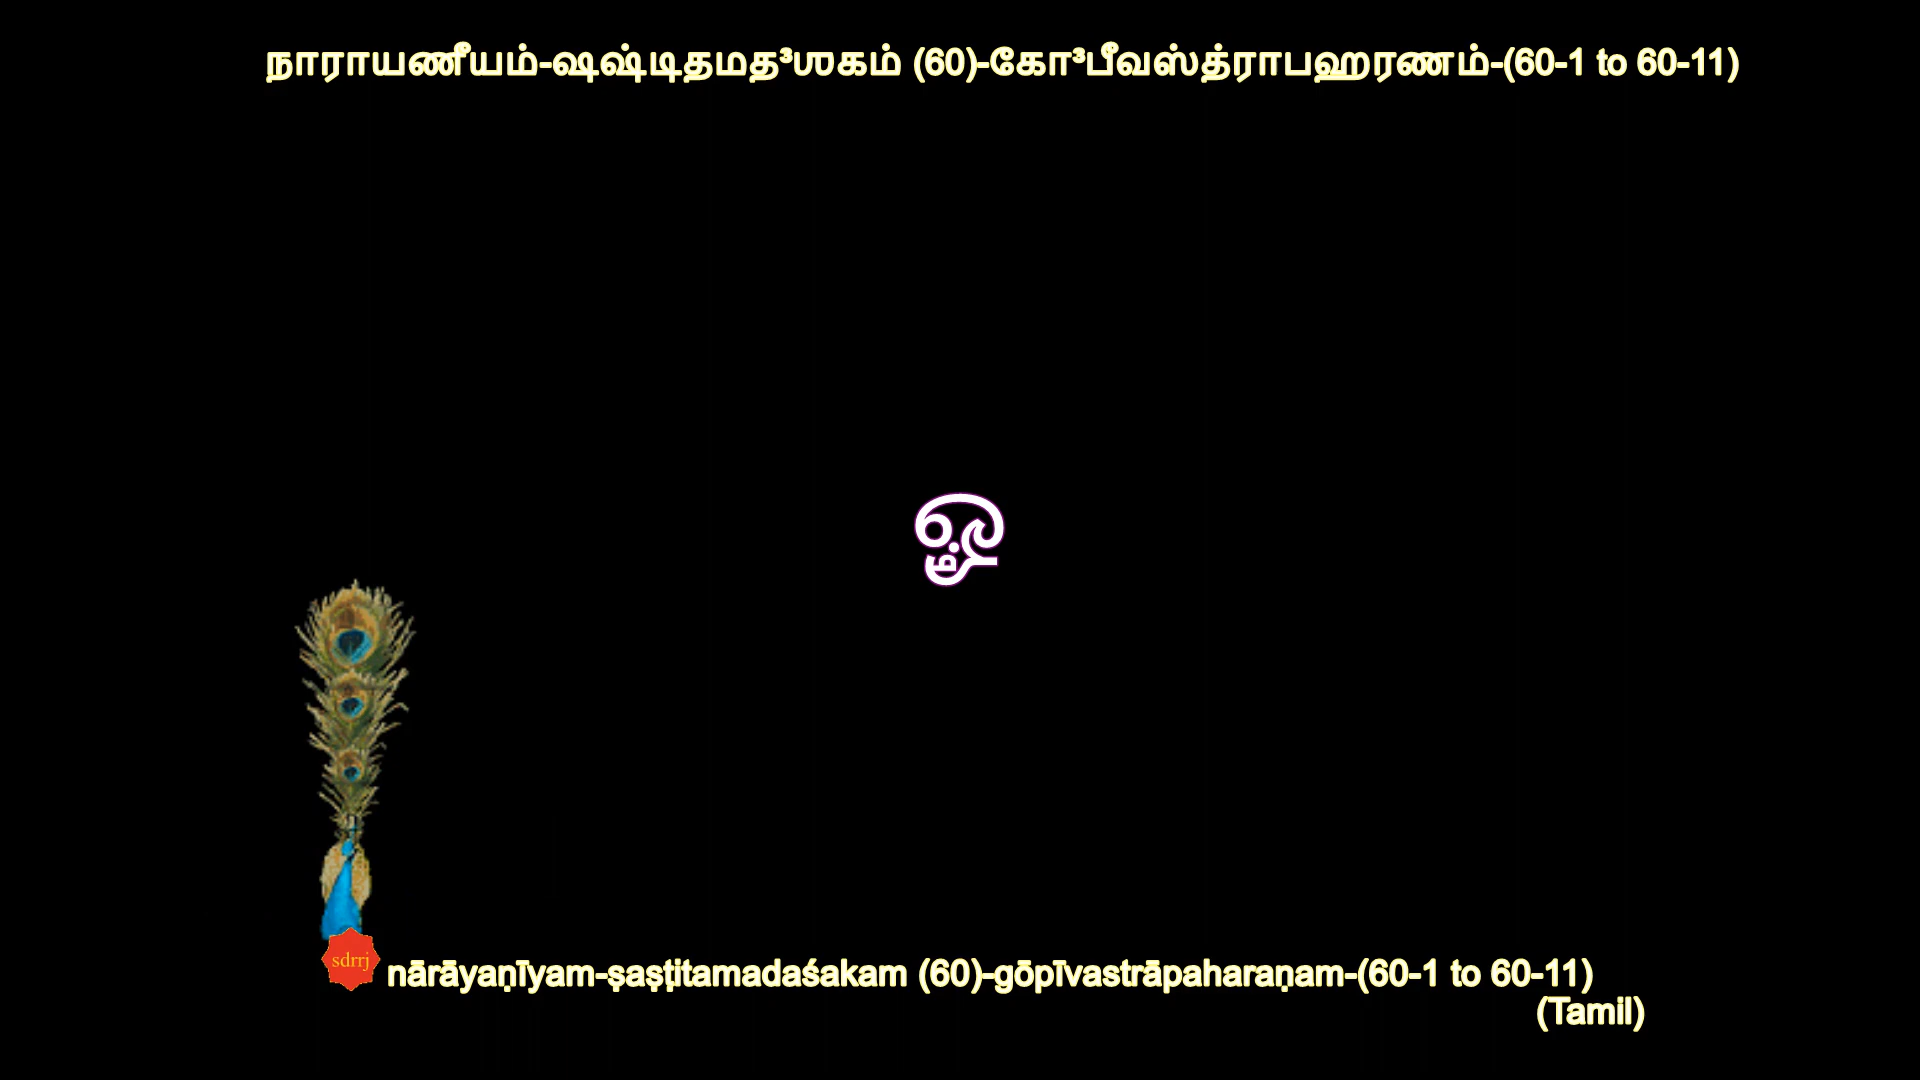 நாராயணீயம்-ஷஷ்டிதமத³ஶகம் (60)-கோ³பீவஸ்த்ராபஹரணம்-(60-1 to 60-11)
ௐ
sdrrj
nārāyaṇīyam-ṣaṣṭitamadaśakam (60)-gōpīvastrāpaharaṇam-(60-1 to 60-11)
(Tamil)